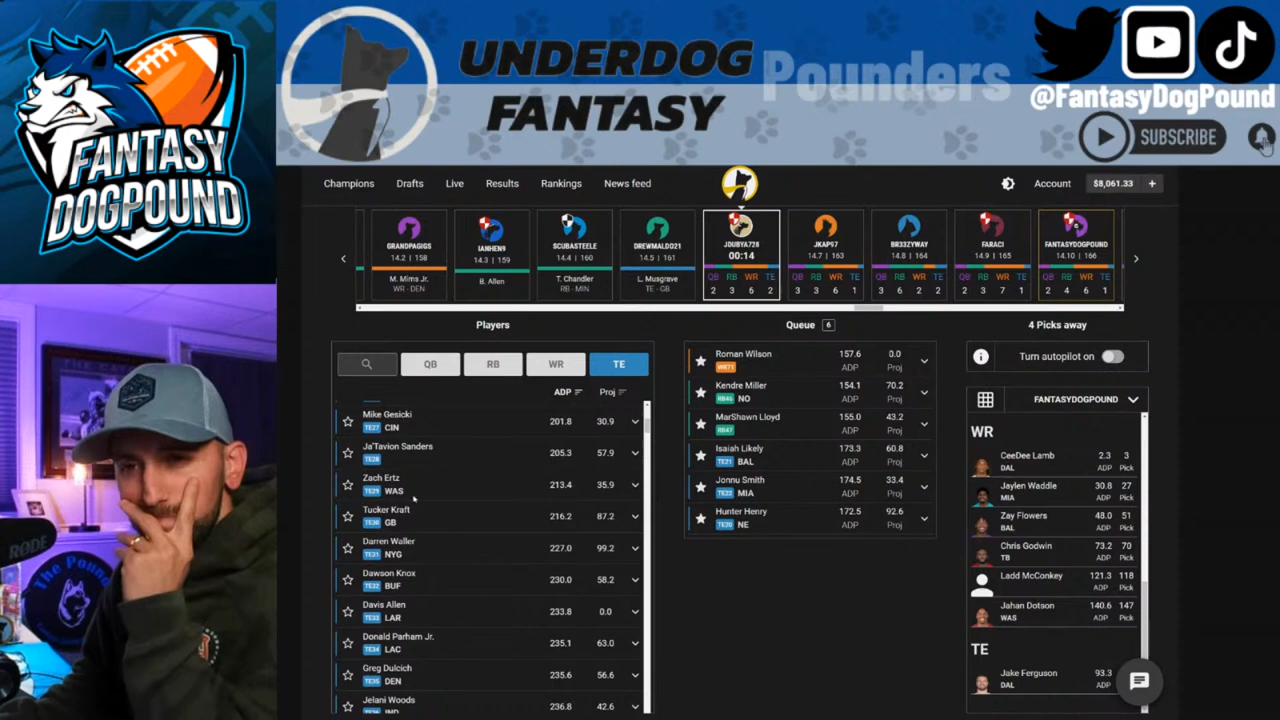 FANTASY
DOGPOUND
UNDERDOG
FANTASY
Pounders
@FantasyDogPound
SUBSCRIBE
Champions
Drafts
Live
Results
Rankings
News feed
Account
$8,061.33
+
GRANDPAGIGS
14.2 | 158
M. Mims Jr.
WR - DEN
IANHEN9
14.3 | 159
B. Allen
SCUBASTEELE
14.4 | 160
T. Chandler
RB - MIN
DREWMALDO21
14.5 | 161
L. Musgrave
TE - GB
JDUBYA728
00:14
QB RB WR TE
2 3 6 2
JKAP97
14.7 | 163
QB RB WR TE
3 3 6 1
BR33ZYWAY
14.8 | 164
QB RB WR TE
3 6 2 2
FARACI
14.9 | 165
QB RB WR TE
2 3 7 1
FANTASYDOGPOUND
14.10 | 166
QB RB WR TE
2 4 6 1
Players
Queue 6
4 Picks away
QB
RB
WR
TE
ADP
Proj
Mike Gesicki
TE27 CIN
201.8
30.9
Ja'Tavion Sanders
TE28
205.3
57.9
Zach Ertz
TE29 WAS
213.4
35.9
Tucker Kraft
TE30 GB
216.2
87.2
Darren Waller
TE31 NYG
227.0
99.2
Dawson Knox
TE32 BUF
230.0
58.2
Davis Allen
TE33 LAR
233.8
0.0
Donald Parham Jr.
TE34 LAC
235.1
63.0
Greg Dulcich
TE35 DEN
235.6
56.6
Jelani Woods
TE36 IND
236.8
42.6
Roman Wilson
WR71
157.6
ADP
0.0
Proj
Kendre Miller
RB46 NO
154.1
ADP
70.2
Proj
MarShawn Lloyd
RB47
155.0
ADP
43.2
Proj
Isaiah Likely
TE21 BAL
173.3
ADP
60.8
Proj
Jonnu Smith
TE22 MIA
174.5
ADP
33.4
Proj
Hunter Henry
TE20 NE
172.5
ADP
92.6
Proj
Turn autopilot on
FANTASYDOGPOUND
WR
CeeDee Lamb
DAL
2.3
ADP
3
Pick
Jaylen Waddle
MIA
30.8
ADP
27
Pick
Zay Flowers
BAL
48.0
ADP
51
Pick
Chris Godwin
TB
73.2
ADP
70
Pick
Ladd McConkey
121.3
ADP
118
Pick
Jahan Dotson
WAS
140.6
ADP
147
Pick
TE
Jake Ferguson
DAL
93.3
ADP
RØDE
The Pound